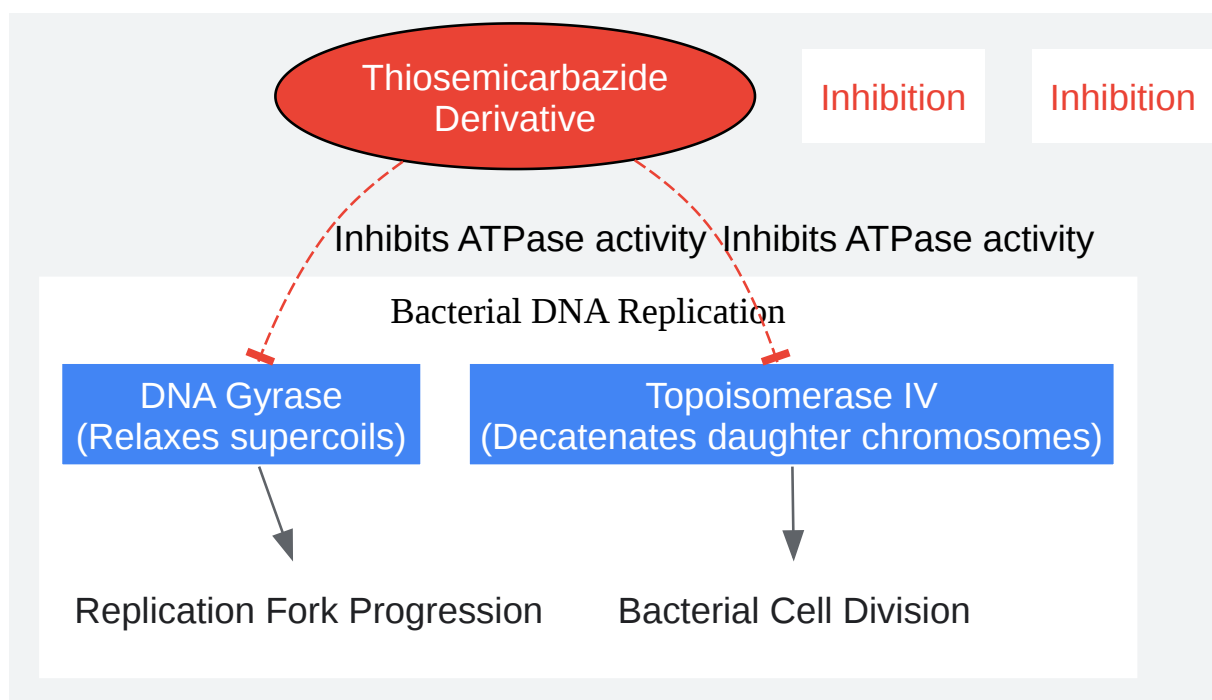 Thiosemicarbazide
Derivative
Inhibition
Inhibition
Inhibits ATPase activity
Inhibits ATPase activity
Bacterial DNA Replication
DNA Gyrase
(Relaxes supercoils)
Topoisomerase IV
(Decatenates daughter chromosomes)
Replication Fork Progression
Bacterial Cell Division